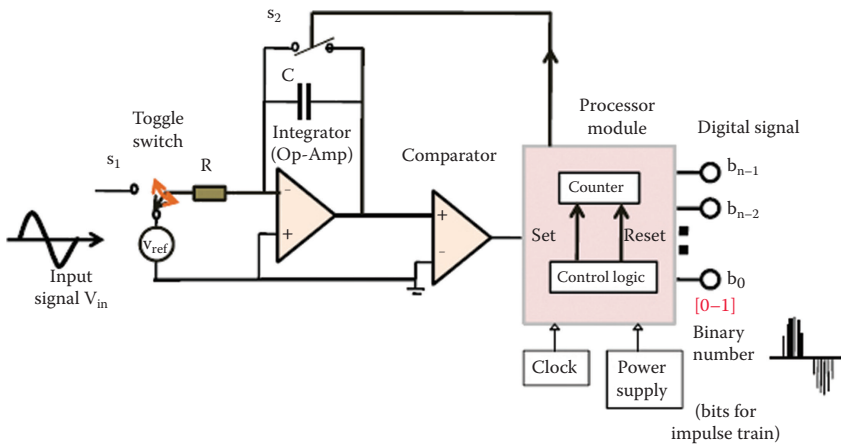 s2
C
Toggle
switch
s1
R
Integrator
(Op-Amp)
Comparator
Processor
module
Digital signal
-
+
vref
Input
signal Vin
+
-
Counter
Set
Reset
Control logic
bn−1
bn−2
b0
[0–1]
Binary
number
Clock
Power
supply
(bits for
impulse train)